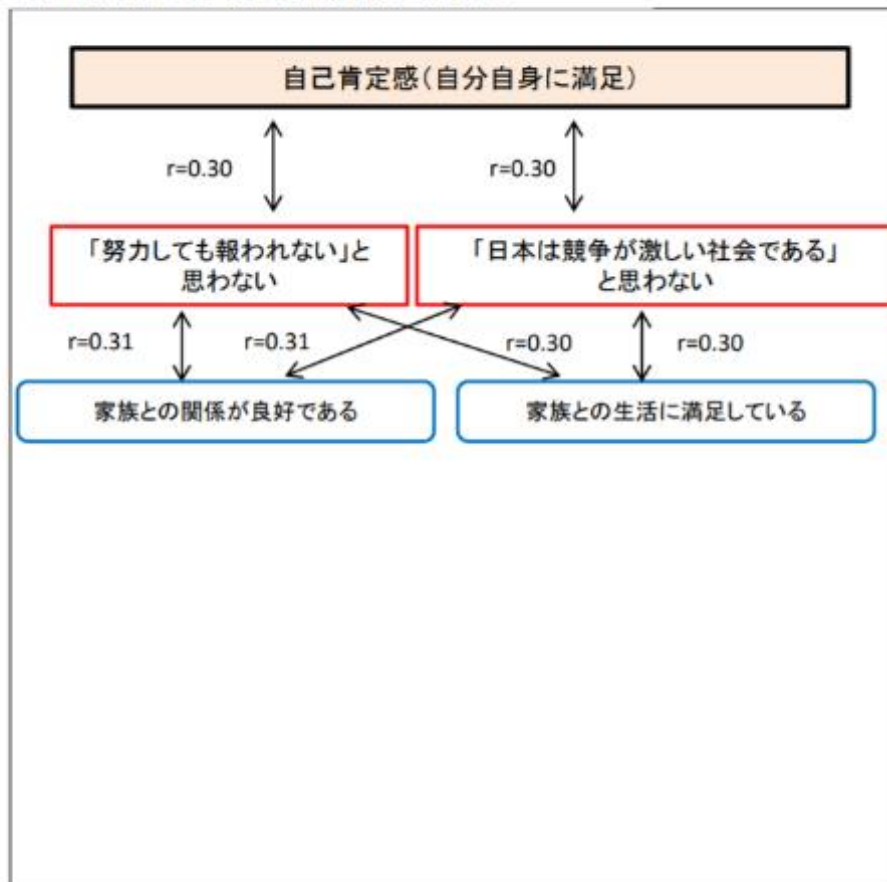 自己肯定感（自分自身に満足）
r=0.30
r=0.30
「努力しても報われない」と
思わない
「日本は競争が激しい社会である」
と思わない
r=0.31
r=0.31
r=0.30
r=0.30
家族との関係が良好である
家族との生活に満足している